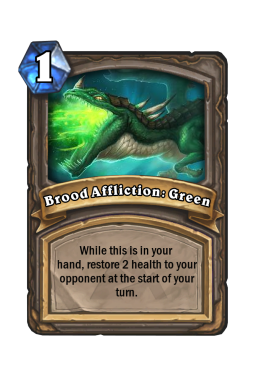 1
Brood Affliction: Green
While this is in your
hand, restore 2 health to your
opponent at the start of your
turn.